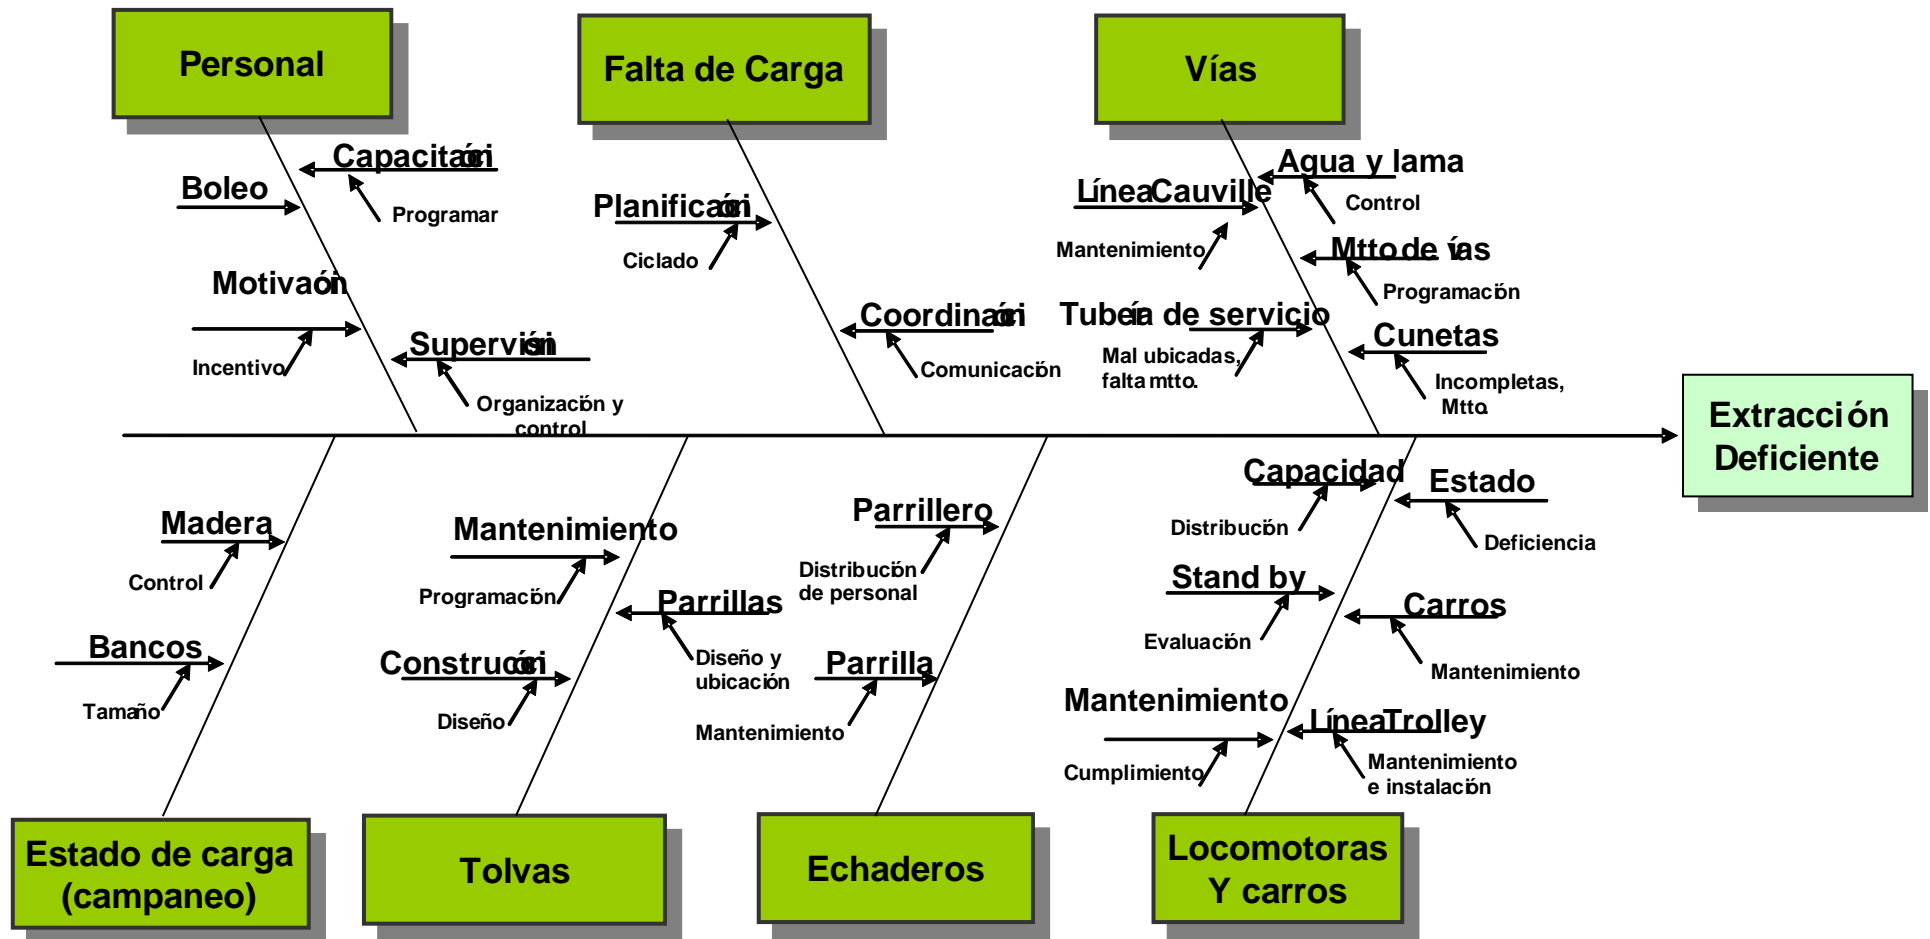 Personal
Falta de Carga
Vías
Capacitación
Boleo
Programar
Motivación
Incentivo
Supervisión
Organización y
control
Planificación
Ciclado
Coordinación
Comunicación
Agua y lama
Línea Cauville
Control
Mantenimiento
Mtto de vías
Programación
Tubería de servicio
Mal ubicadas,
falta mtto.
Cunetas
Incompletas,
Mtto.
Extracción
Deficiente
Madera
Control
Bancos
Tamaño
Mantenimiento
Programación
Parrillas
Diseño y
ubicación
Construcción
Diseño
Parrillero
Distribución
de personal
Parrilla
Mantenimiento
Capacidad
Distribución
Estado
Deficiencia
Stand by
Evaluación
Carros
Mantenimiento
Mantenimiento
Cumplimiento
Línea Trolley
Mantenimiento
e instalación
Estado de carga
(campaneo)
Tolvas
Echaderos
Locomotoras
Y carros